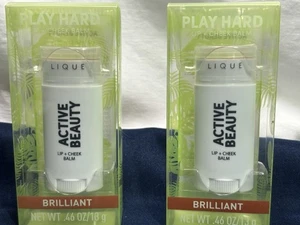 PLAY HARD
LIQUE
ACTIVE
BEAUTY
LIP + CHEEK
BALM
BRILLIANT
NET WT .46 OZ/13 g
PLAY HARD
LIQUE
ACTIVE
BEAUTY
LIP + CHEEK
BALM
BRILLIANT
NET WT .46 OZ/13 g